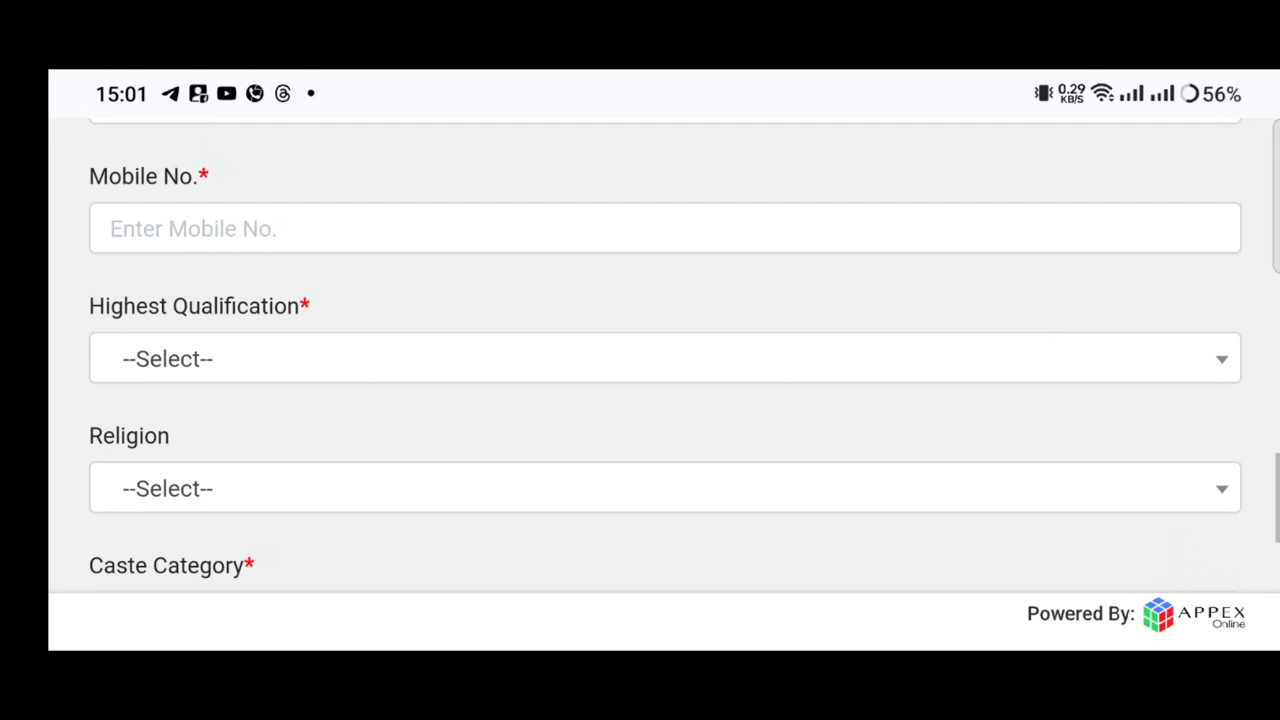 15:01 0.29 KB/S 56%
Mobile No.*
Enter Mobile No.
Highest Qualification*
--Select--
Religion
--Select--
Caste Category*
Powered By: APPEX
Online